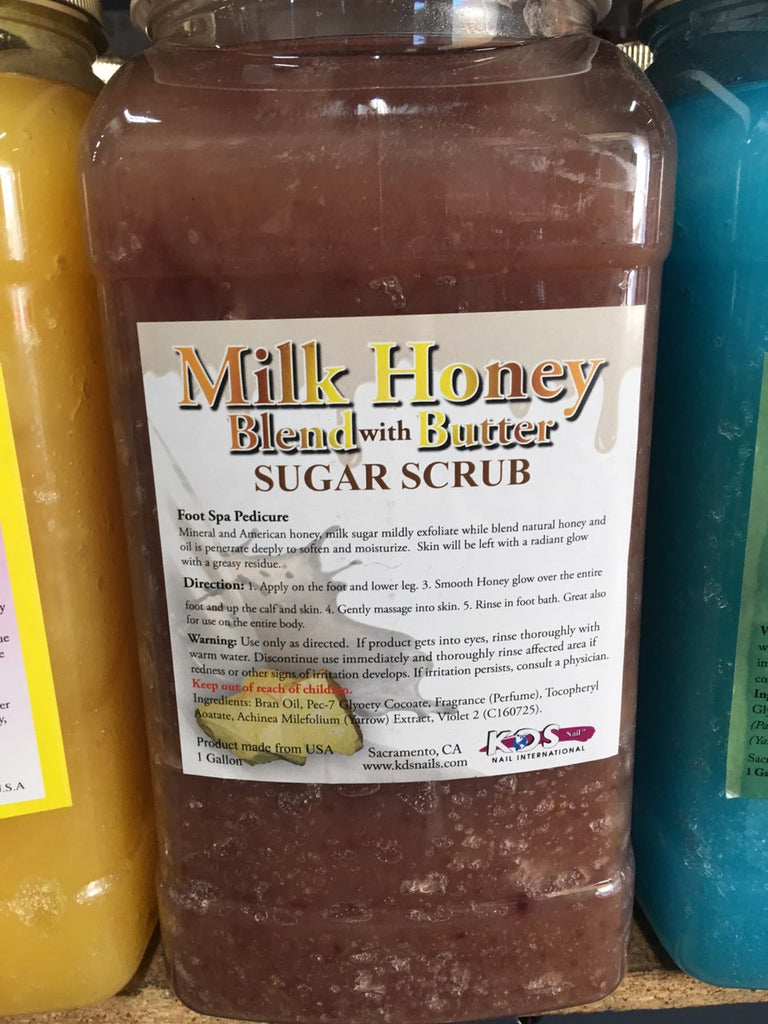 Milk Honey
Blend with Butter
SUGAR SCRUB
Foot Spa Pedicure
Mineral and American honey, milk sugar mildly exfoliate while blend natural honey and
oil is penetrate deeply to soften and moisturize. Skin will be left with a radiant glow
with a greasy residue.
Direction: 1. Apply on the foot and lower leg. 3. Smooth Honey glow over the entire
foot and up the calf and skin. 4. Gently massage into skin. 5. Rinse in foot bath. Great also
for use on the entire body.
Warning: Use only as directed. If product gets into eyes, rinse thoroughly with
warm water. Discontinue use immediately and thoroughly rinse affected area if
redness or other signs of irritation develops. If irritation persists, consult a physician.
Keep out of reach of children.
Ingredients: Bran Oil, Pec-7 Glyoety Cocoate, Fragrance (Perfume), Tocopheryl
Aoatate, Achinea Milefolium (Yarrow) Extract, Violet 2 (C160725).
Product made from USA
1 Gallon
Sacramento, CA
www.kdsnails.com
KDS Nail
NAIL INTERNATIONAL
U.S.A